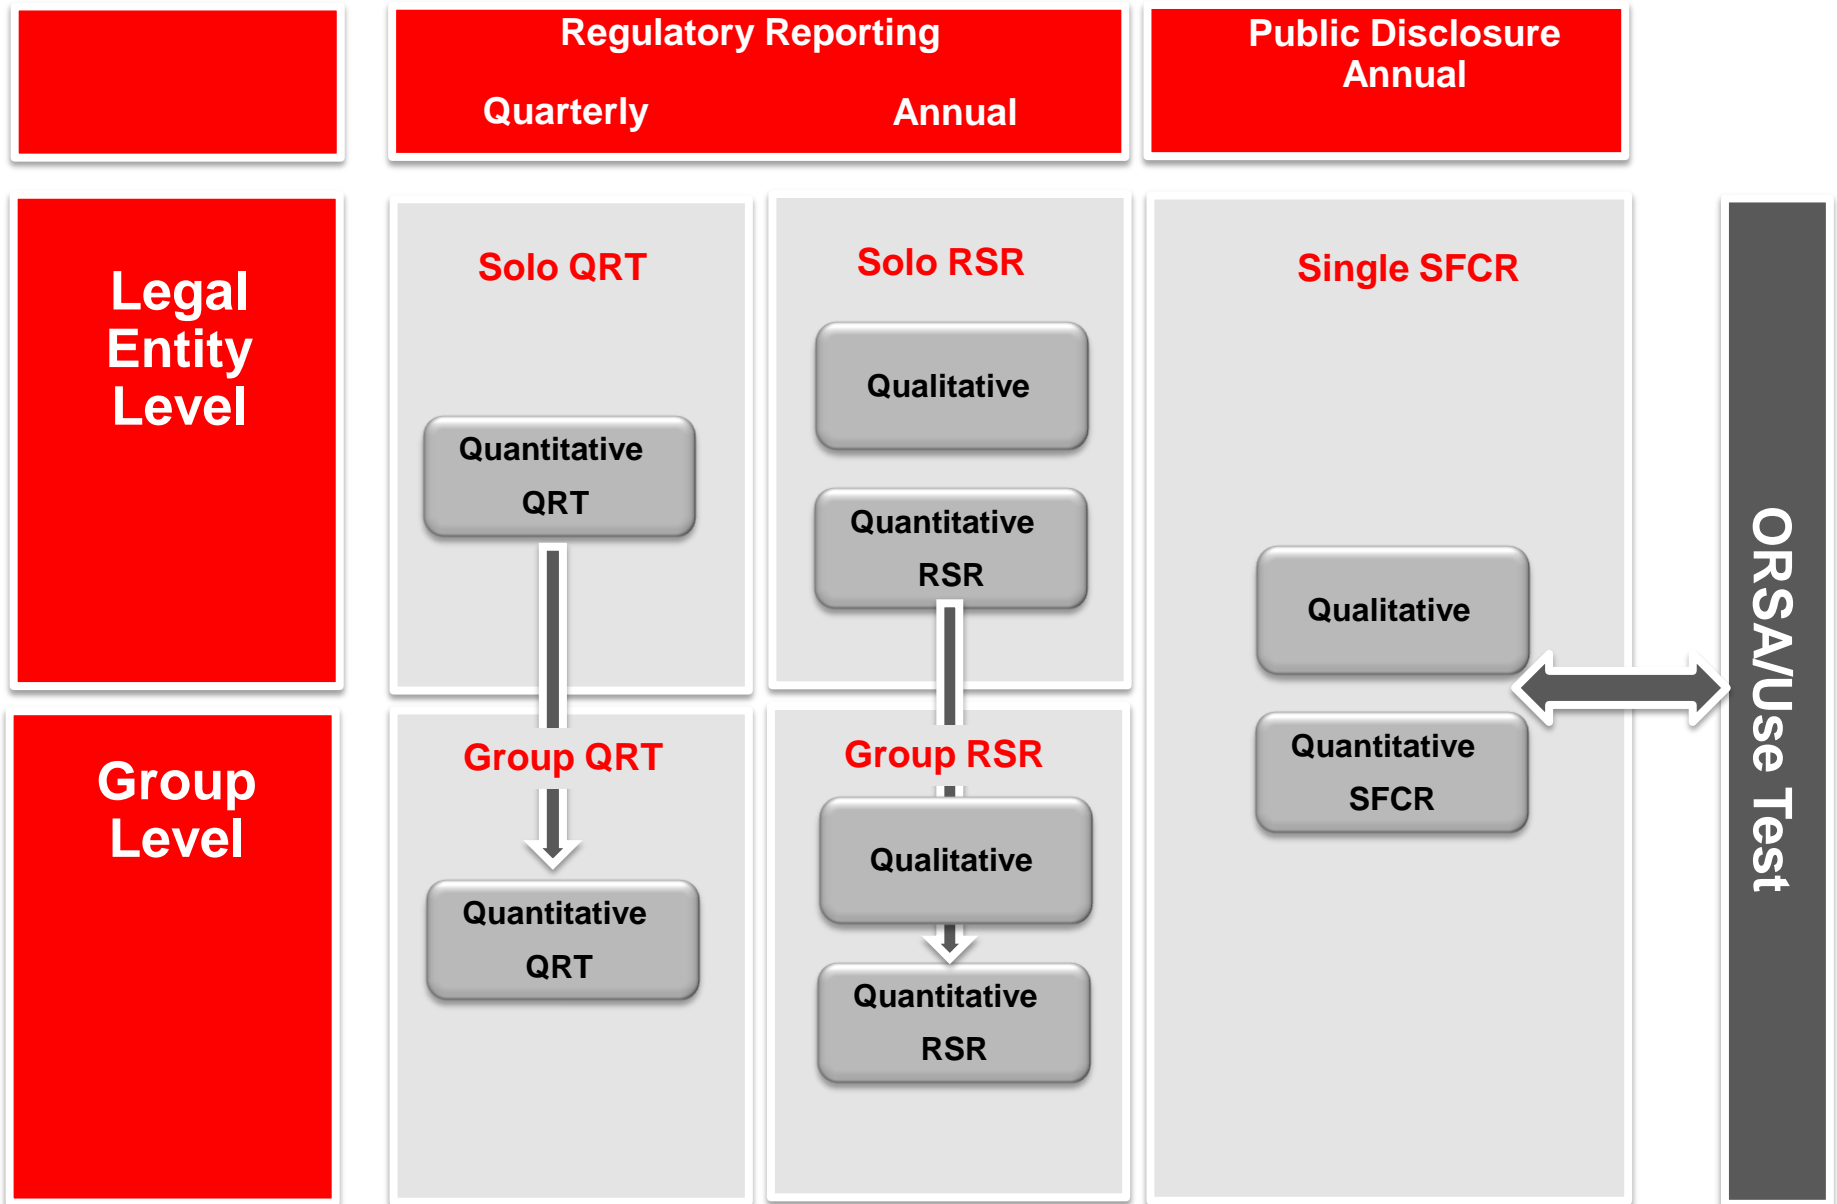 Regulatory Reporting
Quarterly Annual
Public Disclosure
Annual
Legal
Entity
Level
Solo QRT
Quantitative
QRT
Solo RSR
Qualitative
Quantitative
RSR
Single SFCR
Qualitative
Quantitative
SFCR
Group
Level
Group QRT
Quantitative
QRT
Group RSR
Qualitative
Quantitative
RSR
ORSA/Use Test